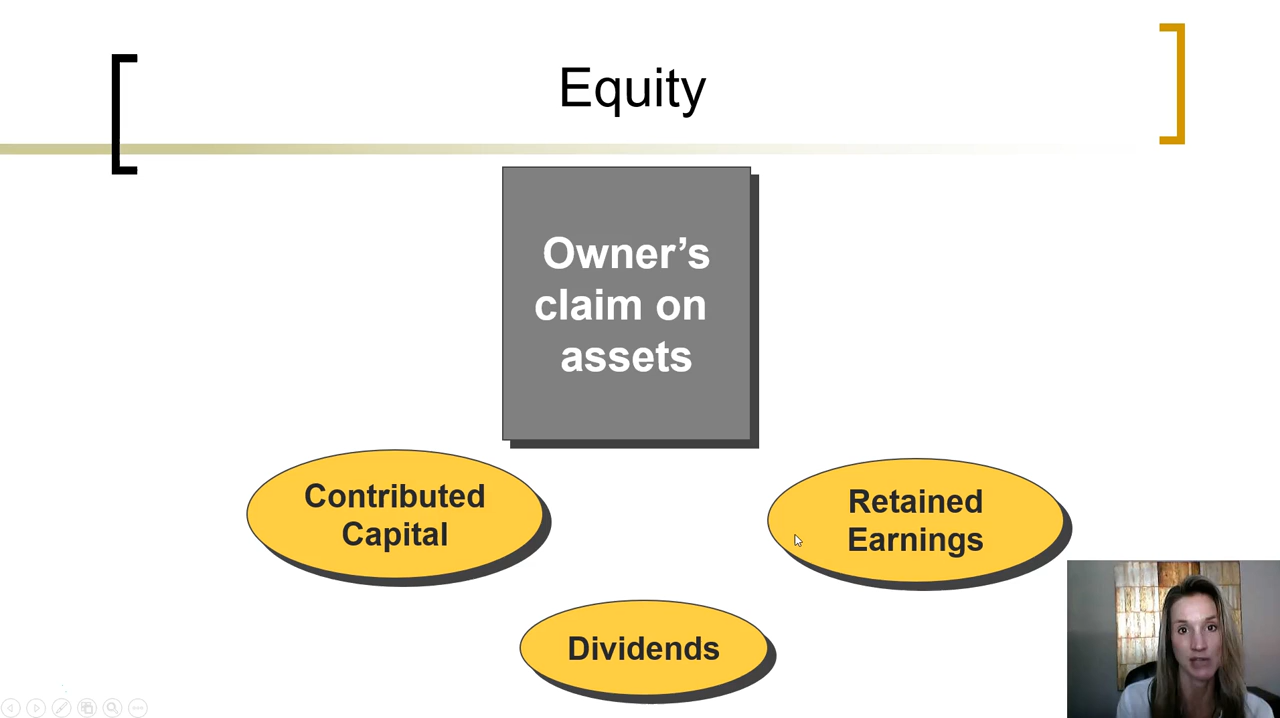 Equity
Owner’s
claim on
assets
Contributed
Capital
Retained
Earnings
Dividends